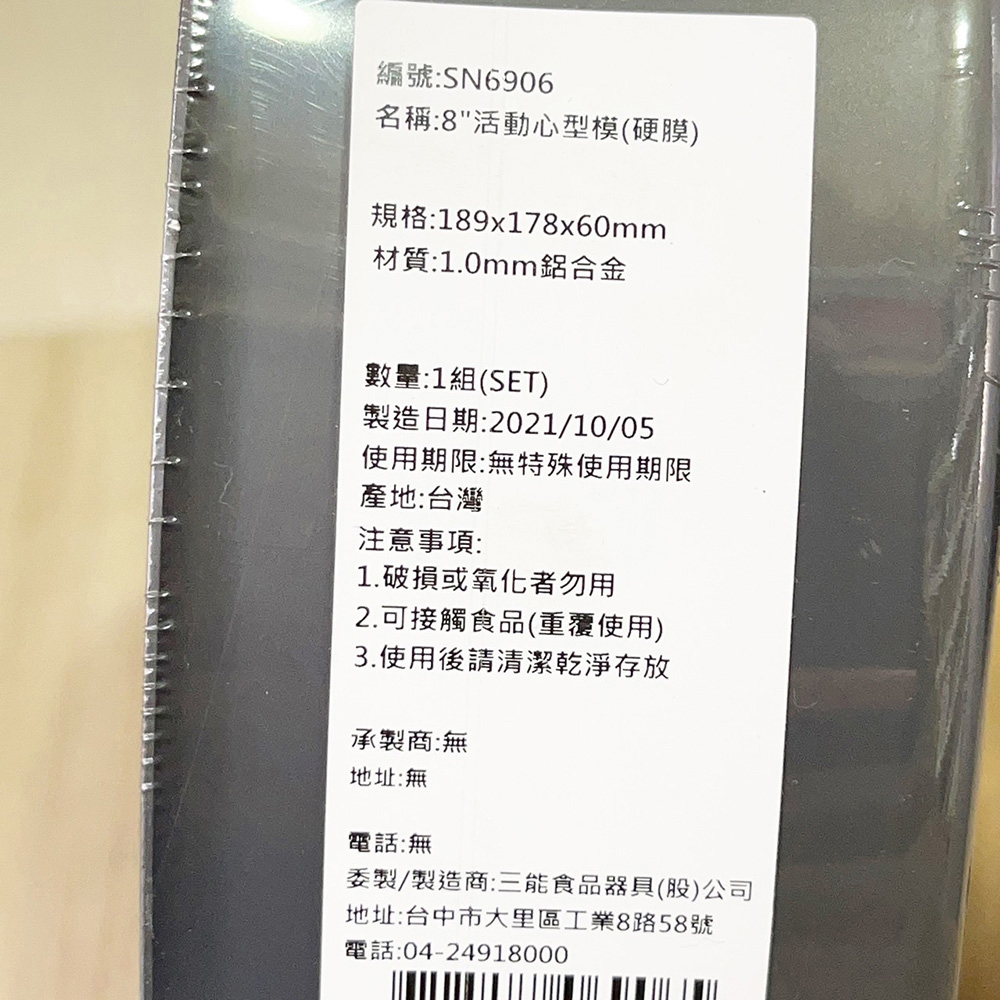 編號:SN6906
名稱:8"活動心型模(硬膜)
規格:189x178x60mm
材質:1.0mm鋁合金
數量:1組(SET)
製造日期:2021/10/05
使用期限:無特殊使用期限
產地:台灣
注意事項:
1.破損或氧化者勿用
2.可接觸食品(重覆使用)
3.使用後請清潔乾淨存放
承製商:無
地址:無
電話:無
委製/製造商:三能食品器具(股)公司
地址:台中市大里區工業8路58號
電話:04-24918000